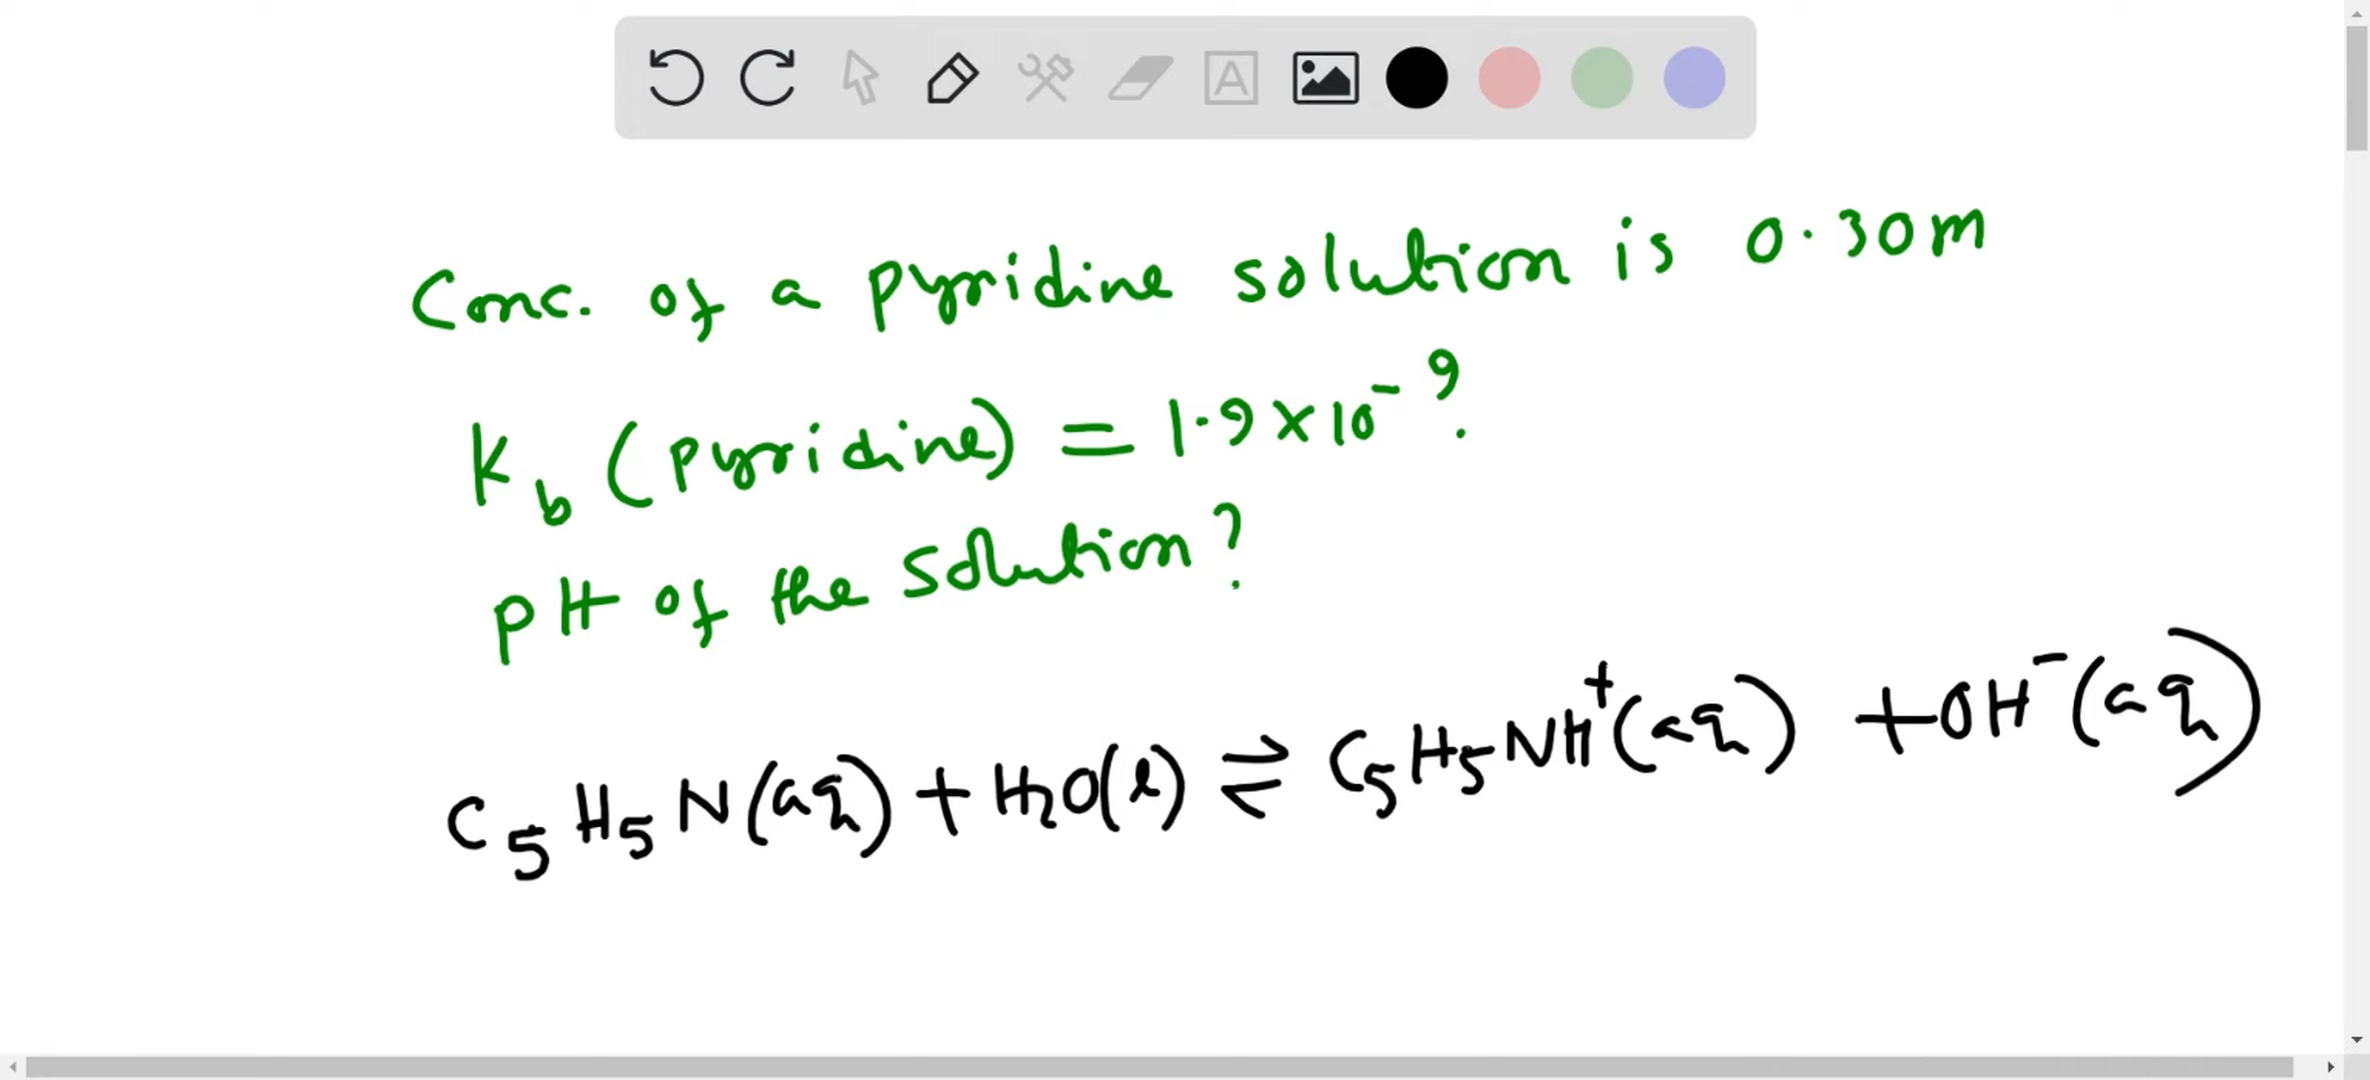 A
Conc. of a pyridine solution is 0.30m
K_b (pyridine) = 1.9×10⁻⁹.
pH of the solution?
C₅H₅N(aq) + H₂O(l) ⇌ C₅H₅NH⁺(aq) + OH⁻(aq)